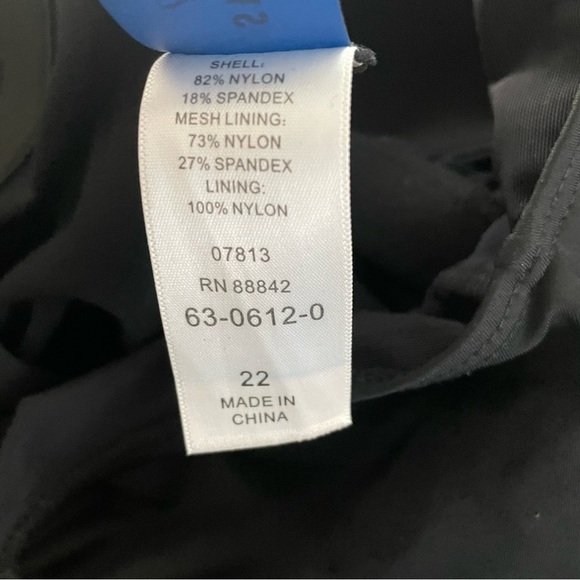 SHELL:
82% NYLON
18% SPANDEX
MESH LINING:
73% NYLON
27% SPANDEX
LINING:
100% NYLON
07813
RN 88842
63-0612-0
22
MADE IN
CHINA